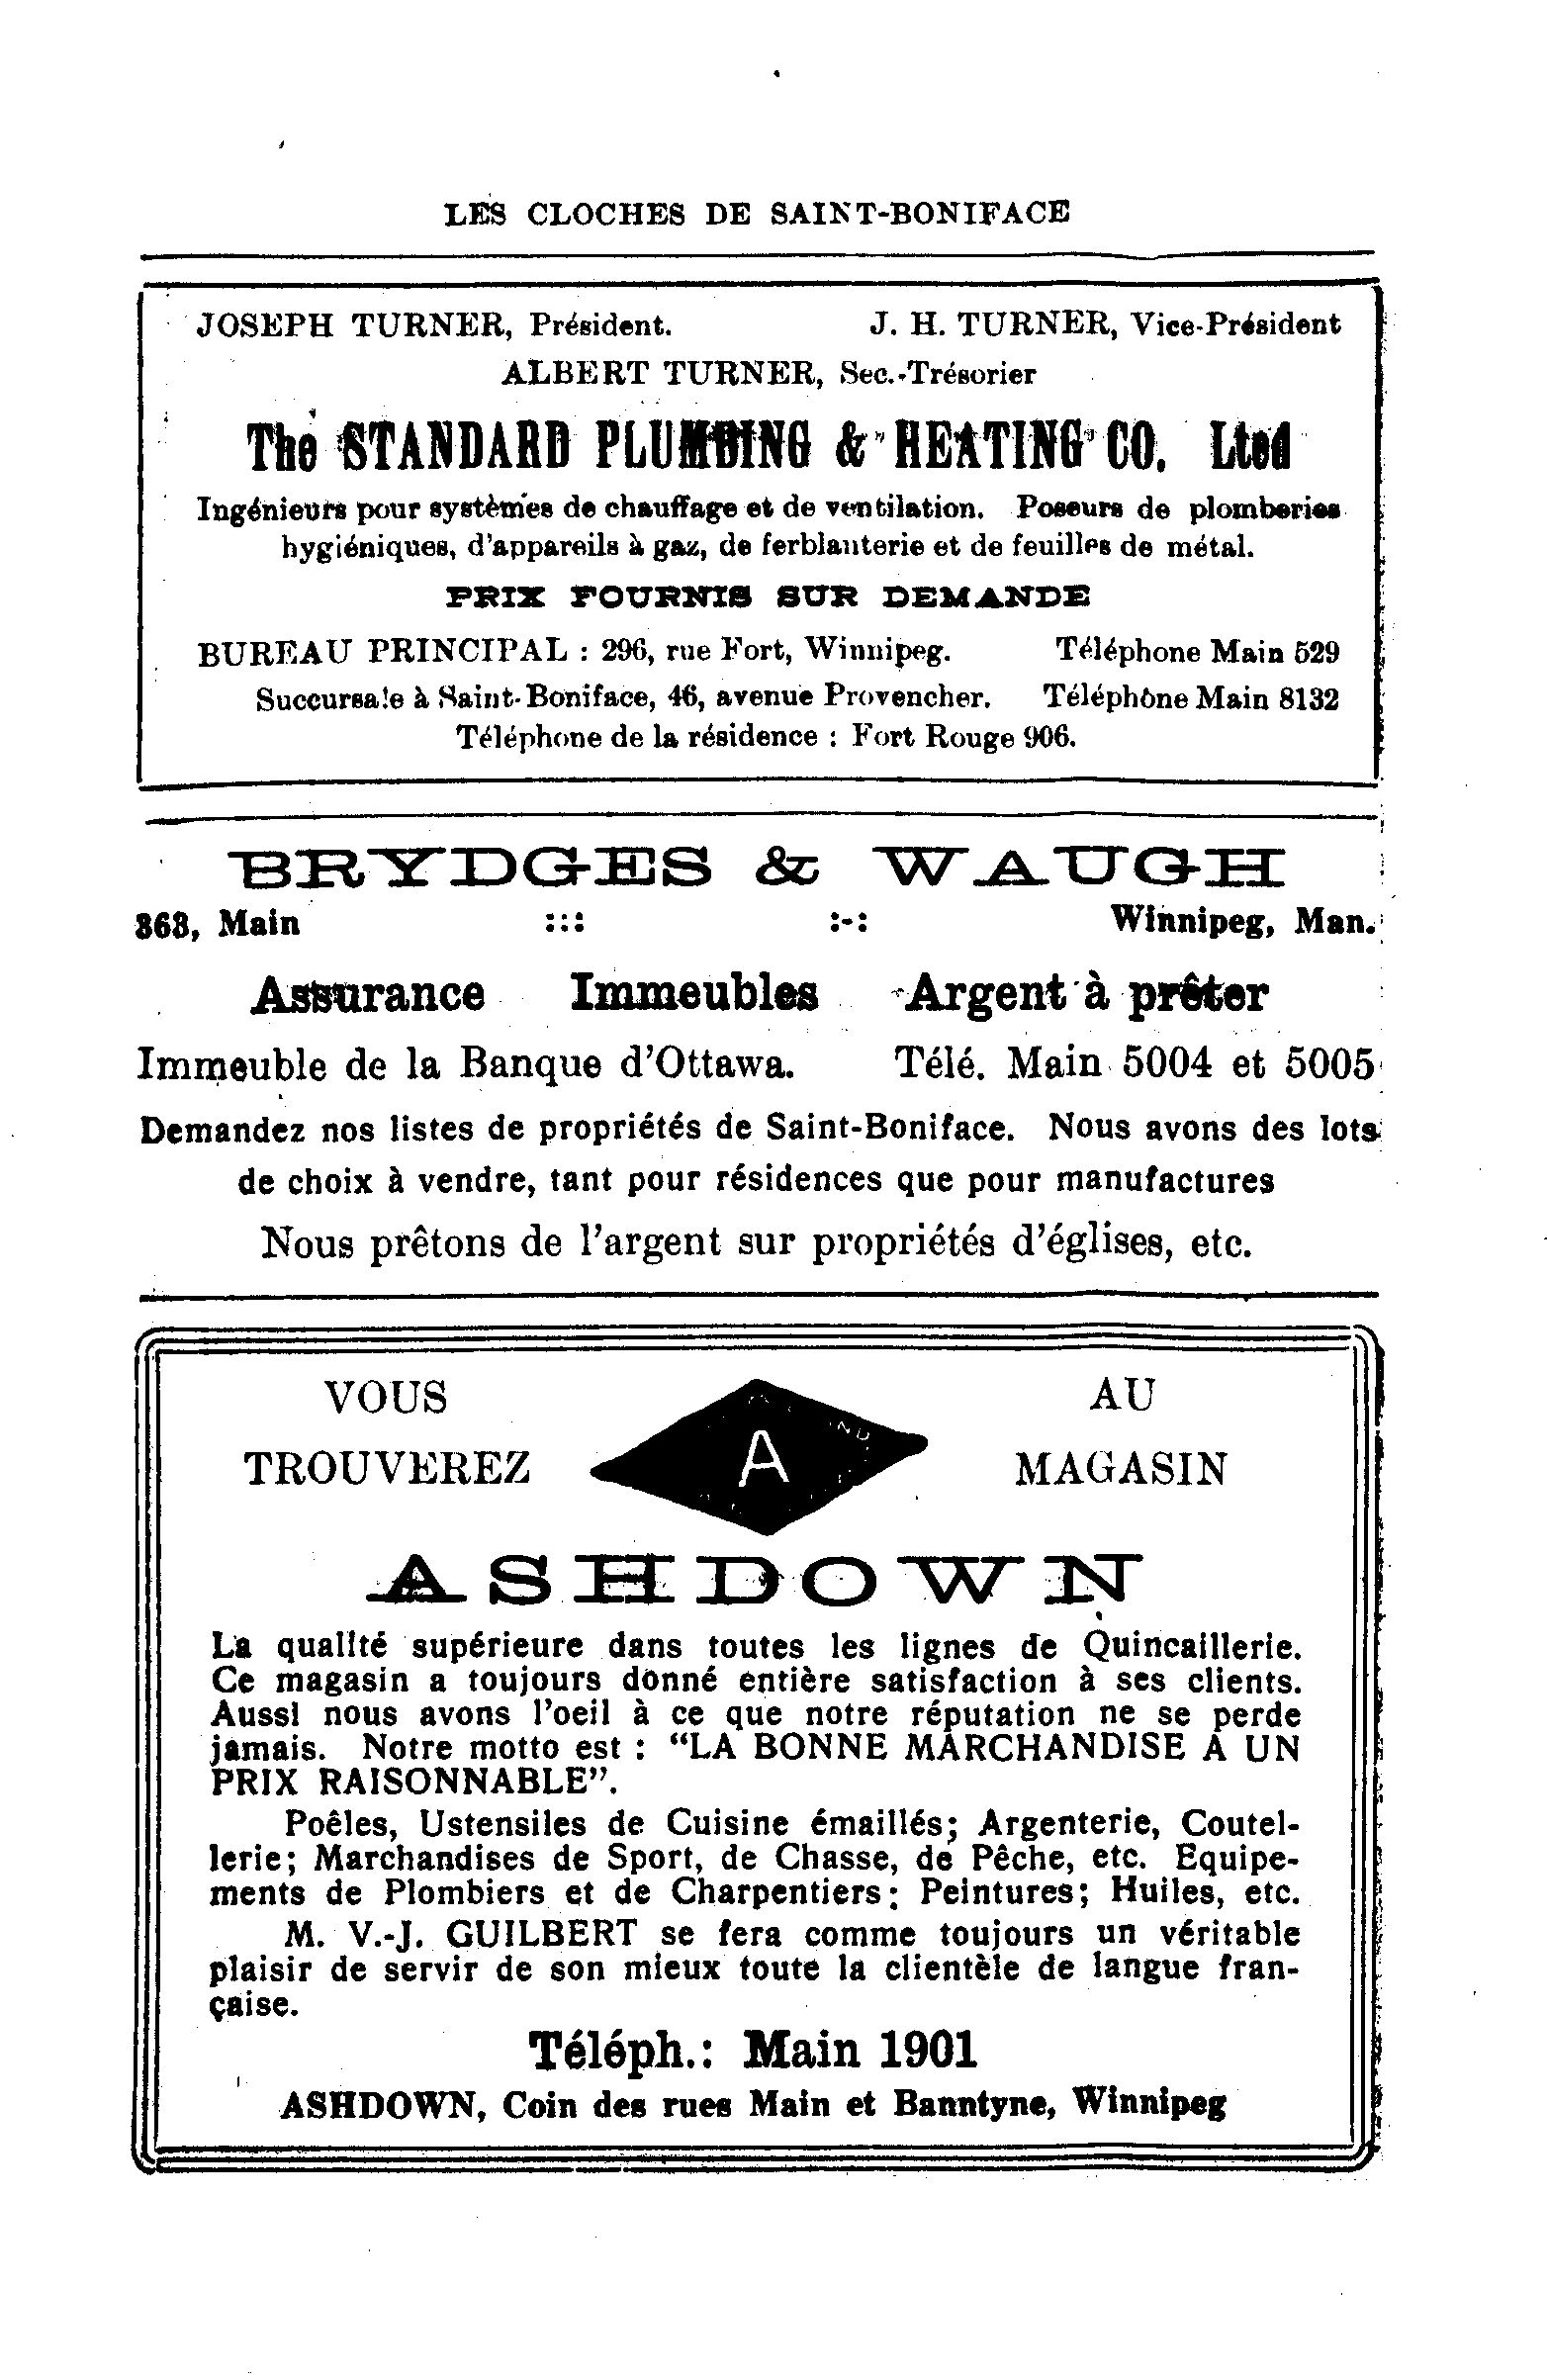 LES CLOCHES DE SAINT-BONIFACE
JOSEPH TURNER, Président. J. H. TURNER, Vice-Président
ALBERT TURNER, Sec.-Trésorier
The STANDARD PLUMBING & HEATING CO. Lted
Ingénieurs pour systèmes de chauffage et de ventilation. Poseurs de plomberies
hygiéniques, d'appareils à gaz, de ferblanterie et de feuilles de métal.
PRIX FOURNIS SUR DEMANDE
BUREAU PRINCIPAL : 296, rue Fort, Winnipeg. Téléphone Main 529
Succursale à Saint-Boniface, 46, avenue Provencher. Téléphone Main 8132
Téléphone de la résidence : Fort Rouge 906.
BRYDGES & WAUGH
363, Main ::: :-: Winnipeg, Man.
Assurance Immeubles Argent à prêter
Immeuble de la Banque d'Ottawa. Télé. Main 5004 et 5005
Demandez nos listes de propriétés de Saint-Boniface. Nous avons des lots
de choix à vendre, tant pour résidences que pour manufactures
Nous prêtons de l'argent sur propriétés d'églises, etc.
VOUS AU
TROUVEREZ A MAGASIN
ASHDOWN
La qualité supérieure dans toutes les lignes de Quincaillerie.
Ce magasin a toujours donné entière satisfaction à ses clients.
Aussi nous avons l'oeil à ce que notre réputation ne se perde
jamais. Notre motto est : “LA BONNE MARCHANDISE A UN
PRIX RAISONNABLE”.
Poêles, Ustensiles de Cuisine émaillés; Argenterie, Coutel-
lerie; Marchandises de Sport, de Chasse, de Pêche, etc. Equipe-
ments de Plombiers et de Charpentiers; Peintures; Huiles, etc.
M. V.-J. GUILBERT se fera comme toujours un véritable
plaisir de servir de son mieux toute la clientèle de langue fran-
çaise.
Téléph.: Main 1901
ASHDOWN, Coin des rues Main et Banntyne, Winnipeg